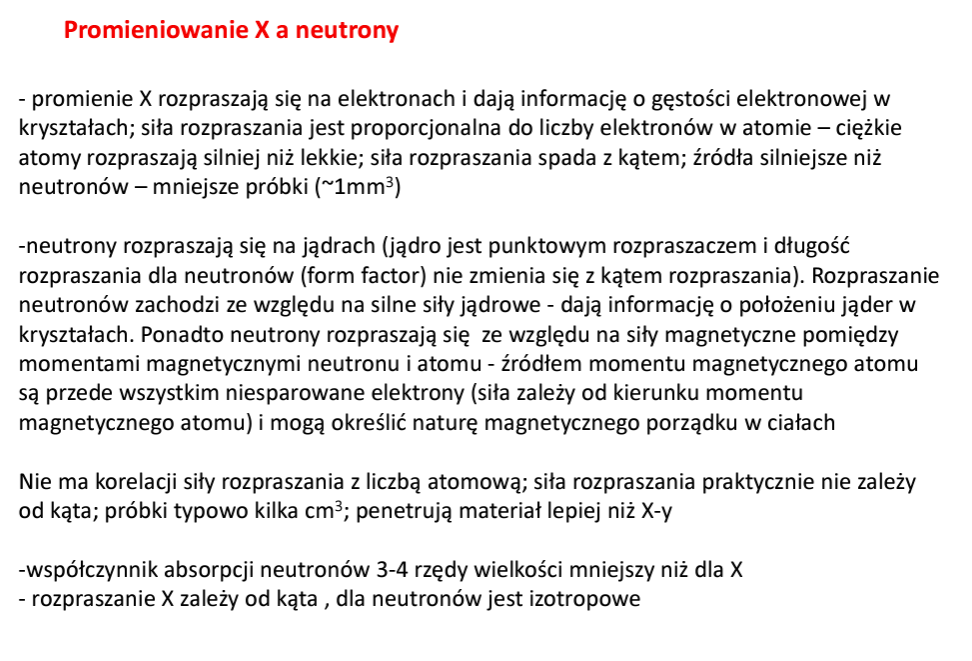 Promieniowanie X a neutrony
- promienie X rozpraszają się na elektronach i dają informację o gęstości elektronowej w
kryształach; siła rozpraszania jest proporcjonalna do liczby elektronów w atomie – ciężkie
atomy rozpraszają silniej niż lekkie; siła rozpraszania spada z kątem; źródła silniejsze niż
neutronów – mniejsze próbki (~1mm³)
-neutrony rozpraszają się na jądrach (jądro jest punktowym rozpraszaczem i długość
rozpraszania dla neutronów (form factor) nie zmienia się z kątem rozpraszania). Rozpraszanie
neutronów zachodzi ze względu na silne siły jądrowe - dają informację o położeniu jąder w
kryształach. Ponadto neutrony rozpraszają się  ze względu na siły magnetyczne pomiędzy
momentami magnetycznymi neutronu i atomu - źródłem momentu magnetycznego atomu
są przede wszystkim niesparowane elektrony (siła zależy od kierunku momentu
magnetycznego atomu) i mogą określić naturę magnetycznego porządku w ciałach
Nie ma korelacji siły rozpraszania z liczbą atomową; siła rozpraszania praktycznie nie zależy
od kąta; próbki typowo kilka cm³; penetrują materiał lepiej niż X-y
-współczynnik absorpcji neutronów 3-4 rzędy wielkości mniejszy niż dla X
- rozpraszanie X zależy od kąta , dla neutronów jest izotropowe